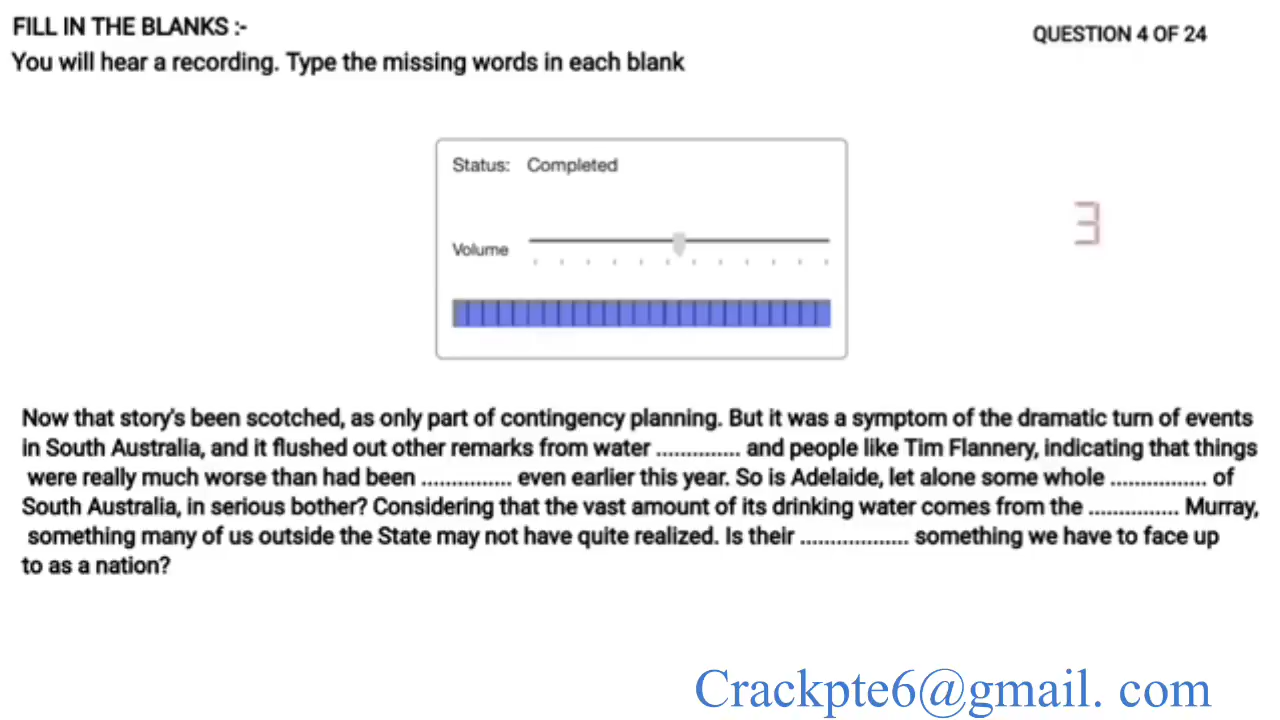 FILL IN THE BLANKS :-
QUESTION 4 OF 24
You will hear a recording. Type the missing words in each blank
Status: Completed
3
Volume
Now that story's been scotched, as only part of contingency planning. But it was a symptom of the dramatic turn of events
in South Australia, and it flushed out other remarks from water .............. and people like Tim Flannery, indicating that things
were really much worse than had been ............... even earlier this year. So is Adelaide, let alone some whole ................ of
South Australia, in serious bother? Considering that the vast amount of its drinking water comes from the ............... Murray,
something many of us outside the State may not have quite realized. Is their .................. something we have to face up
to as a nation?
Crackpte6@gmail. com